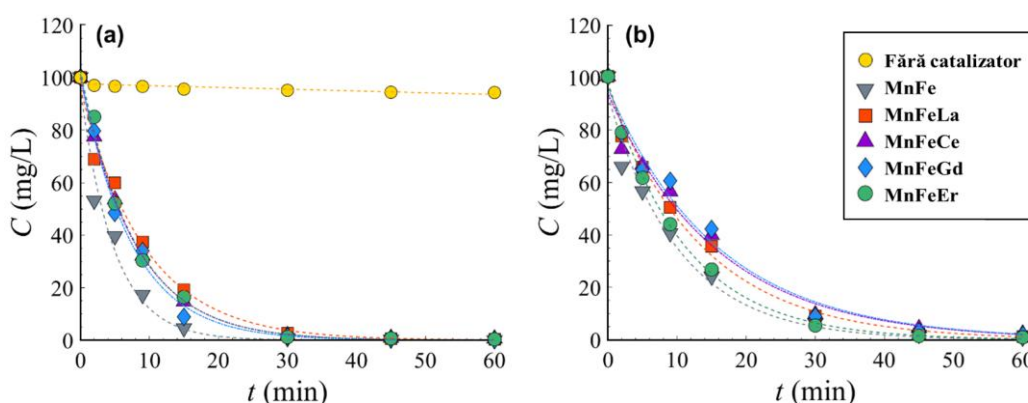 (a)
120
100
80
60
40
20
0
C (mg/L)
0 10 20 30 40 50 60
t (min)
(b)
120
100
80
60
40
20
0
C (mg/L)
0 10 20 30 40 50 60
t (min)
Fără catalizator
MnFe
MnFeLa
MnFeCe
MnFeGd
MnFeEr